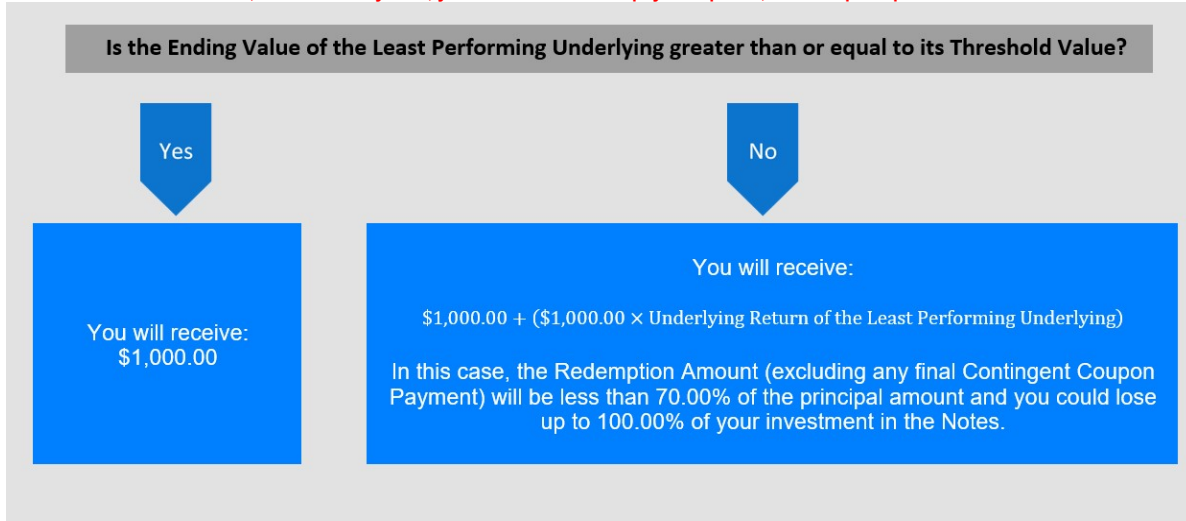 Is the Ending Value of the Least Performing Underlying greater than or equal to its Threshold Value?
Yes
No
You will receive:
$1,000.00
You will receive:
$1,000.00 + ($1,000.00 × Underlying Return of the Least Performing Underlying)
In this case, the Redemption Amount (excluding any final Contingent Coupon
Payment) will be less than 70.00% of the principal amount and you could lose
up to 100.00% of your investment in the Notes.